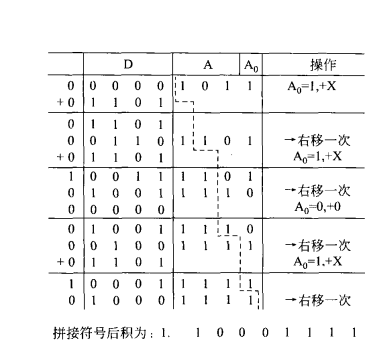 D A A₀ 操作
0 0 0 0 0 1 0 1 1 A₀=1,+X
+0 1 1 0 1
0 1 1 0 1
0 0 1 1 0 1 1 0 1 →右移一次
+0 1 1 0 1 A₀=1,+X
1 0 0 1 1 1 1 0 1
0 1 0 0 1 1 1 1 0 →右移一次
0 0 0 0 0 A₀=0,+0
0 1 0 0 1 1 1 1 0
0 0 1 0 0 1 1 1 1 →右移一次
+0 1 1 0 1 A₀=1,+X
1 0 0 0 1 1 1 1 1
0 1 0 0 0 1 1 1 1 →右移一次
拼接符号后积为: 1. 1 0 0 0 1 1 1 1